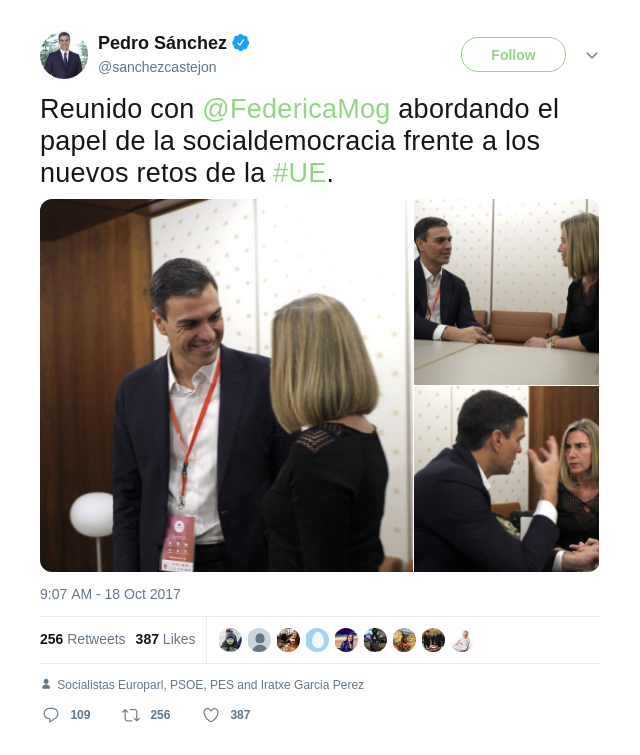 Pedro Sánchez
@sanchezcastejon
Follow
Reunido con @FedericaMog abordando el
papel de la socialdemocracia frente a los
nuevos retos de la #UE.
9:07 AM - 18 Oct 2017
256 Retweets 387 Likes
Socialistas Europarl, PSOE, PES and Iratxe Garcia Perez
109 256 387